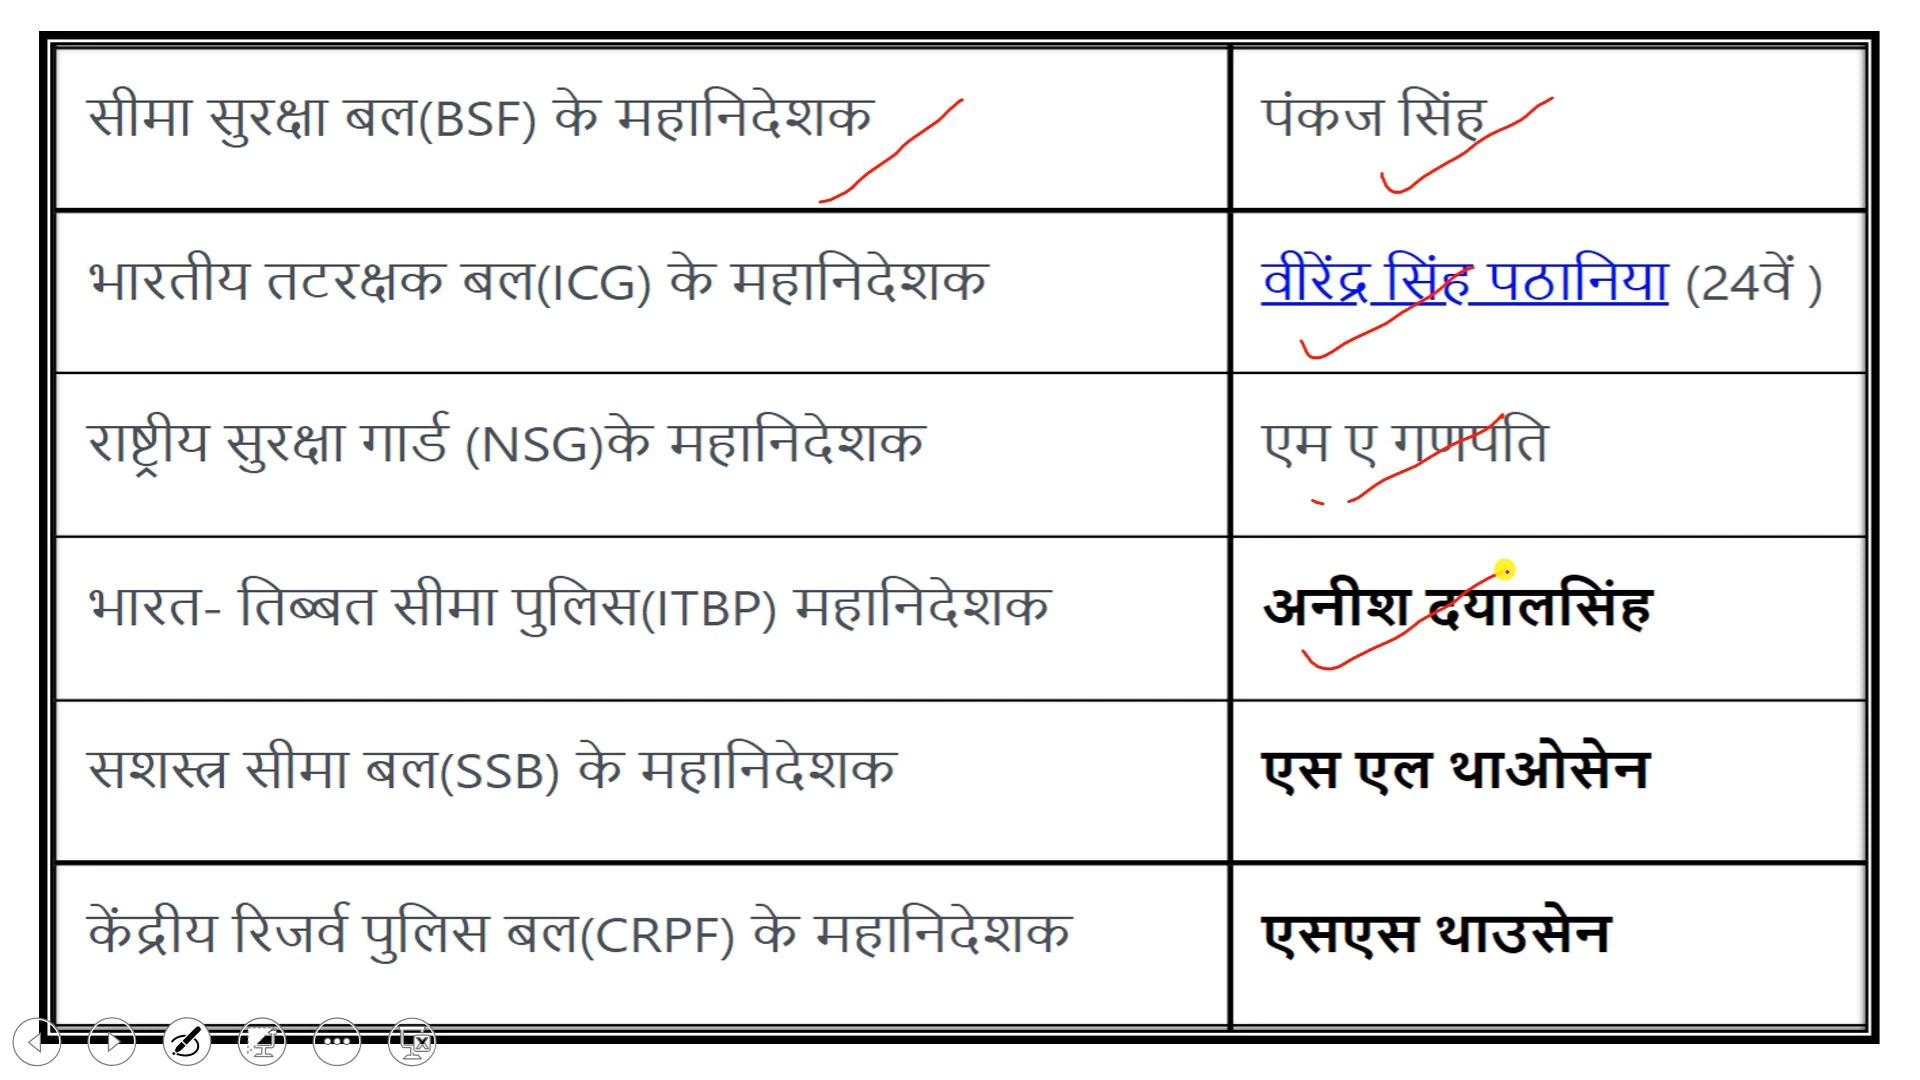 सीमा सुरक्षा बल(BSF) के महानिदेशक
पंकज सिंह
भारतीय तटरक्षक बल(ICG) के महानिदेशक
वीरेंद्र सिंह पठानिया (24वें )
राष्ट्रीय सुरक्षा गार्ड (NSG)के महानिदेशक
एम ए गणपति
भारत- तिब्बत सीमा पुलिस(ITBP) महानिदेशक
अनीश दयालसिंह
सशस्त्र सीमा बल(SSB) के महानिदेशक
एस एल थाओसेन
केंद्रीय रिजर्व पुलिस बल(CRPF) के महानिदेशक
एसएस थाउसेन